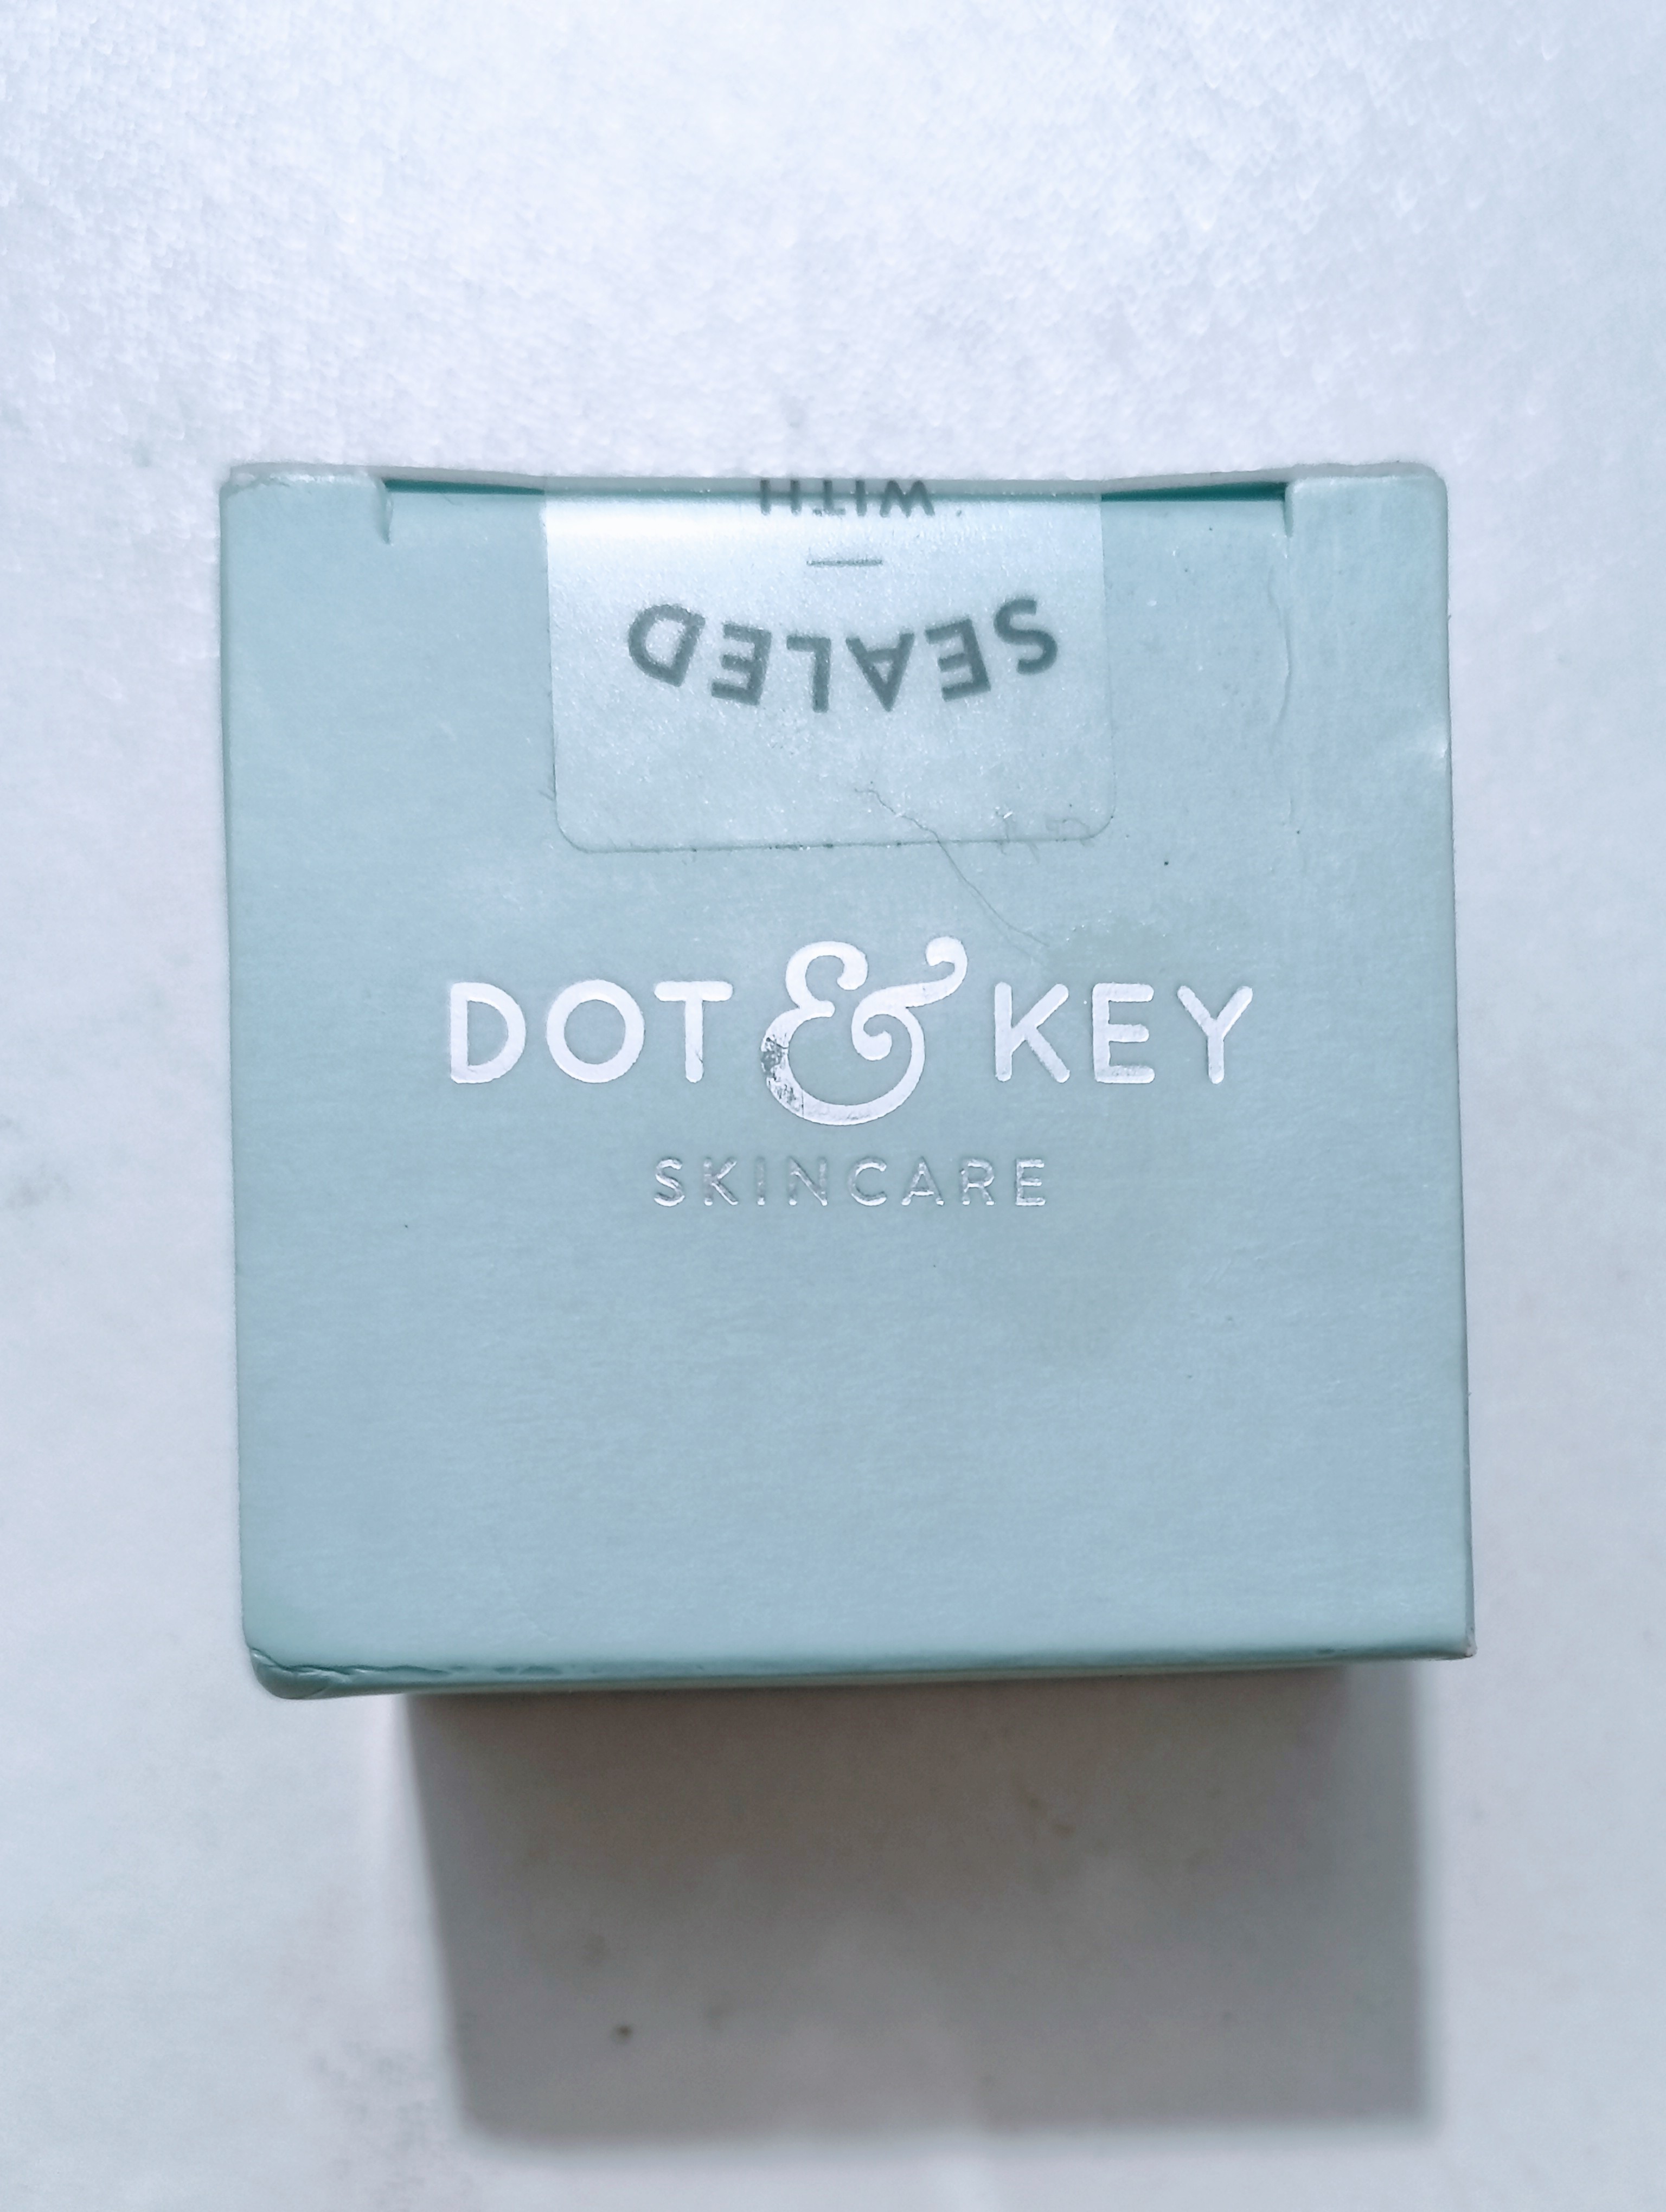 WITH
SEALED
DOT & KEY
SKINCARE